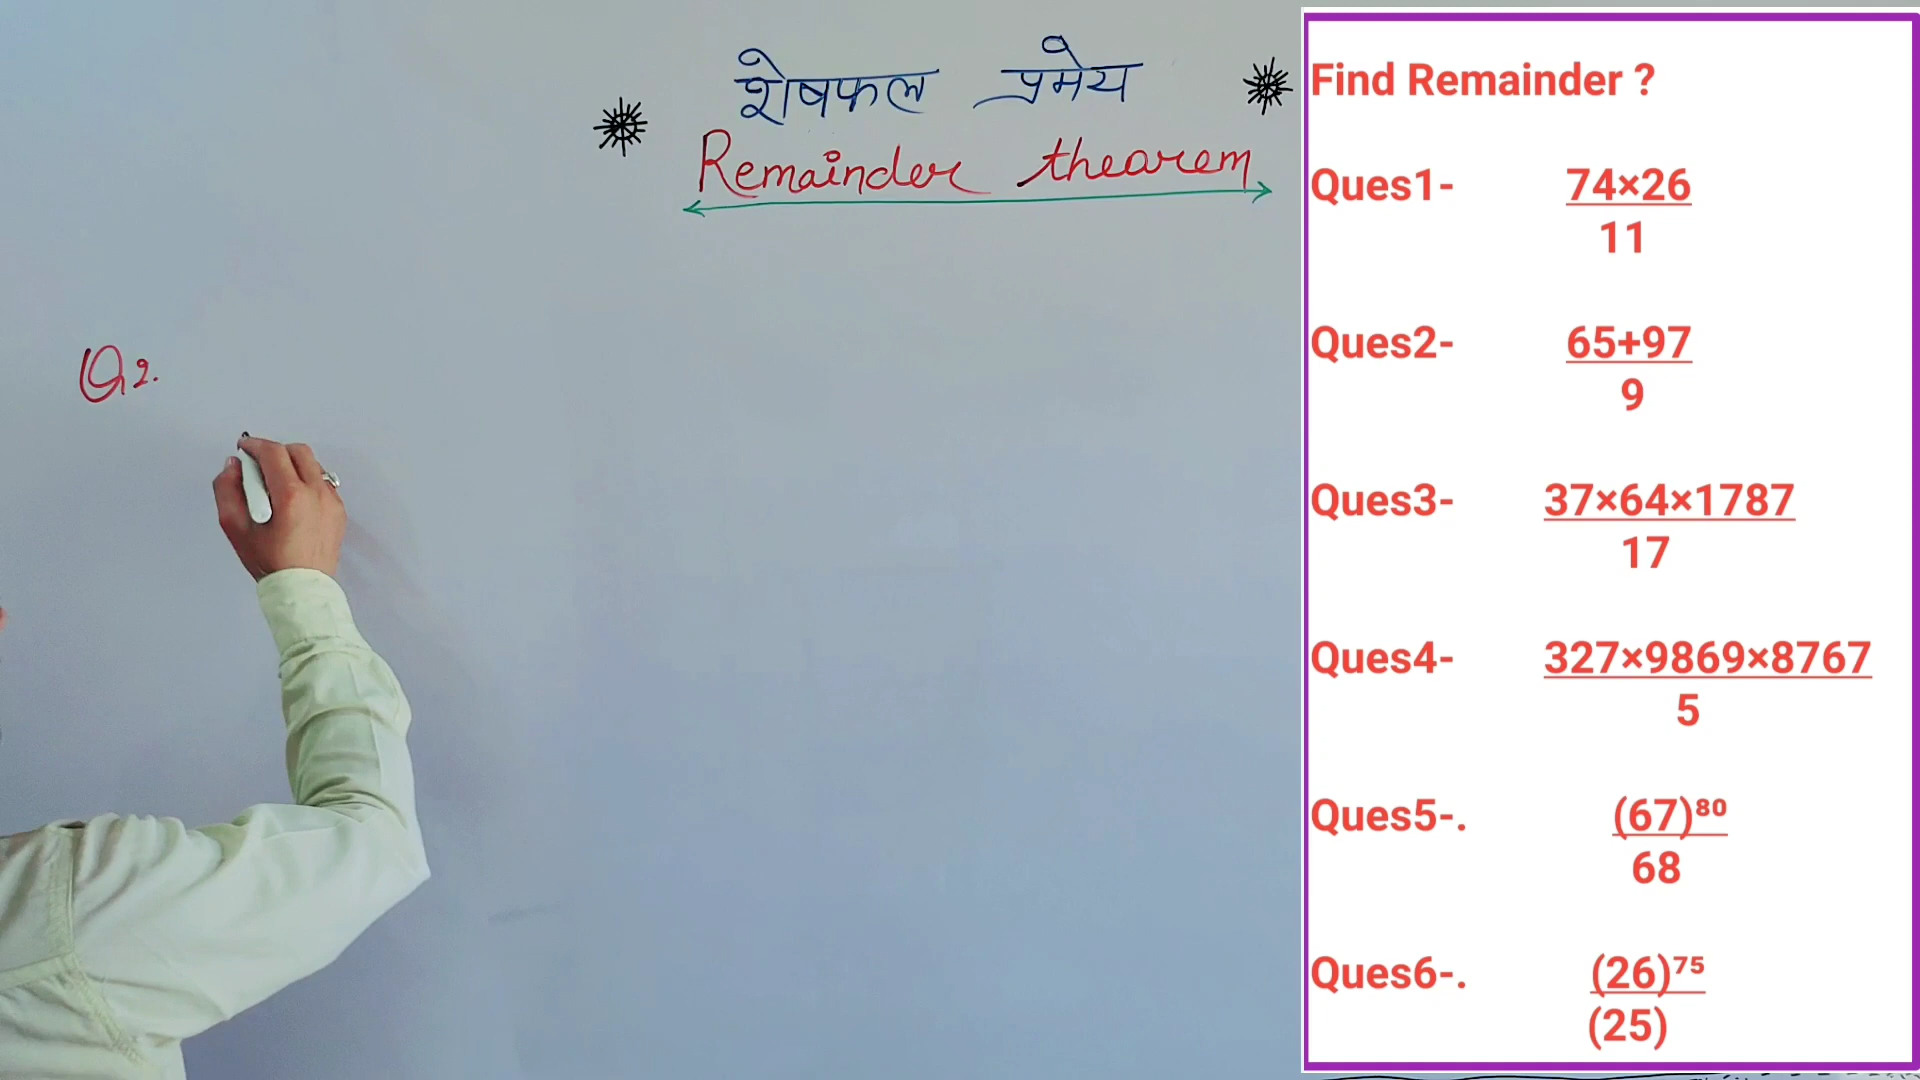 शेषफल प्रमेय
Remainder thearem
Q2.
Find Remainder ?
Ques1- 74×26
11
Ques2- 65+97
9
Ques3- 37×64×1787
17
Ques4- 327×9869×8767
5
Ques5-. (67)⁸⁰
68
Ques6-. (26)⁷⁵
(25)